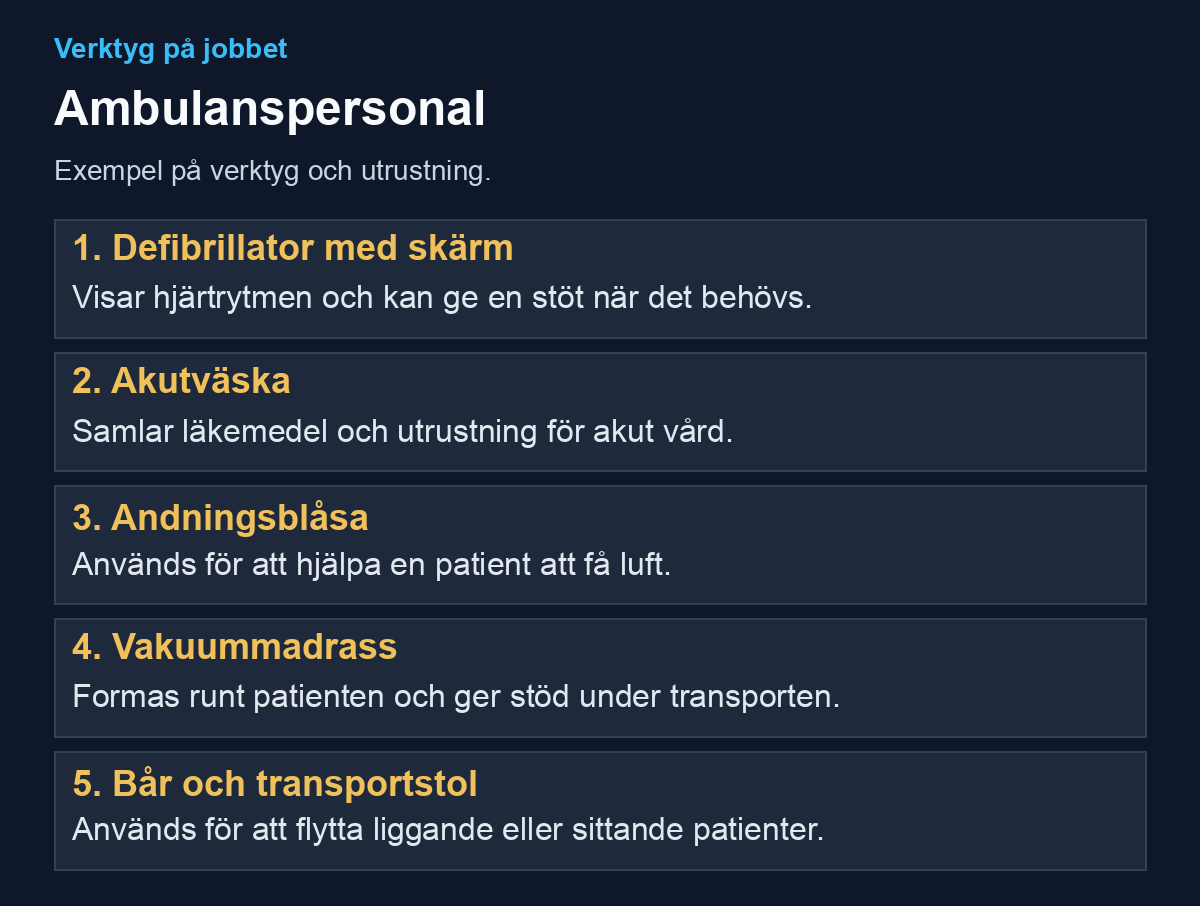 Verktyg på jobbet
Ambulanspersonal
Exempel på verktyg och utrustning.
1. Defibrillator med skärm
Visar hjärtrytmen och kan ge en stöt när det behövs.
2. Akutväska
Samlar läkemedel och utrustning för akut vård.
3. Andningsblåsa
Används för att hjälpa en patient att få luft.
4. Vakuummadrass
Formas runt patienten och ger stöd under transporten.
5. Bår och transportstol
Används för att flytta liggande eller sittande patienter.